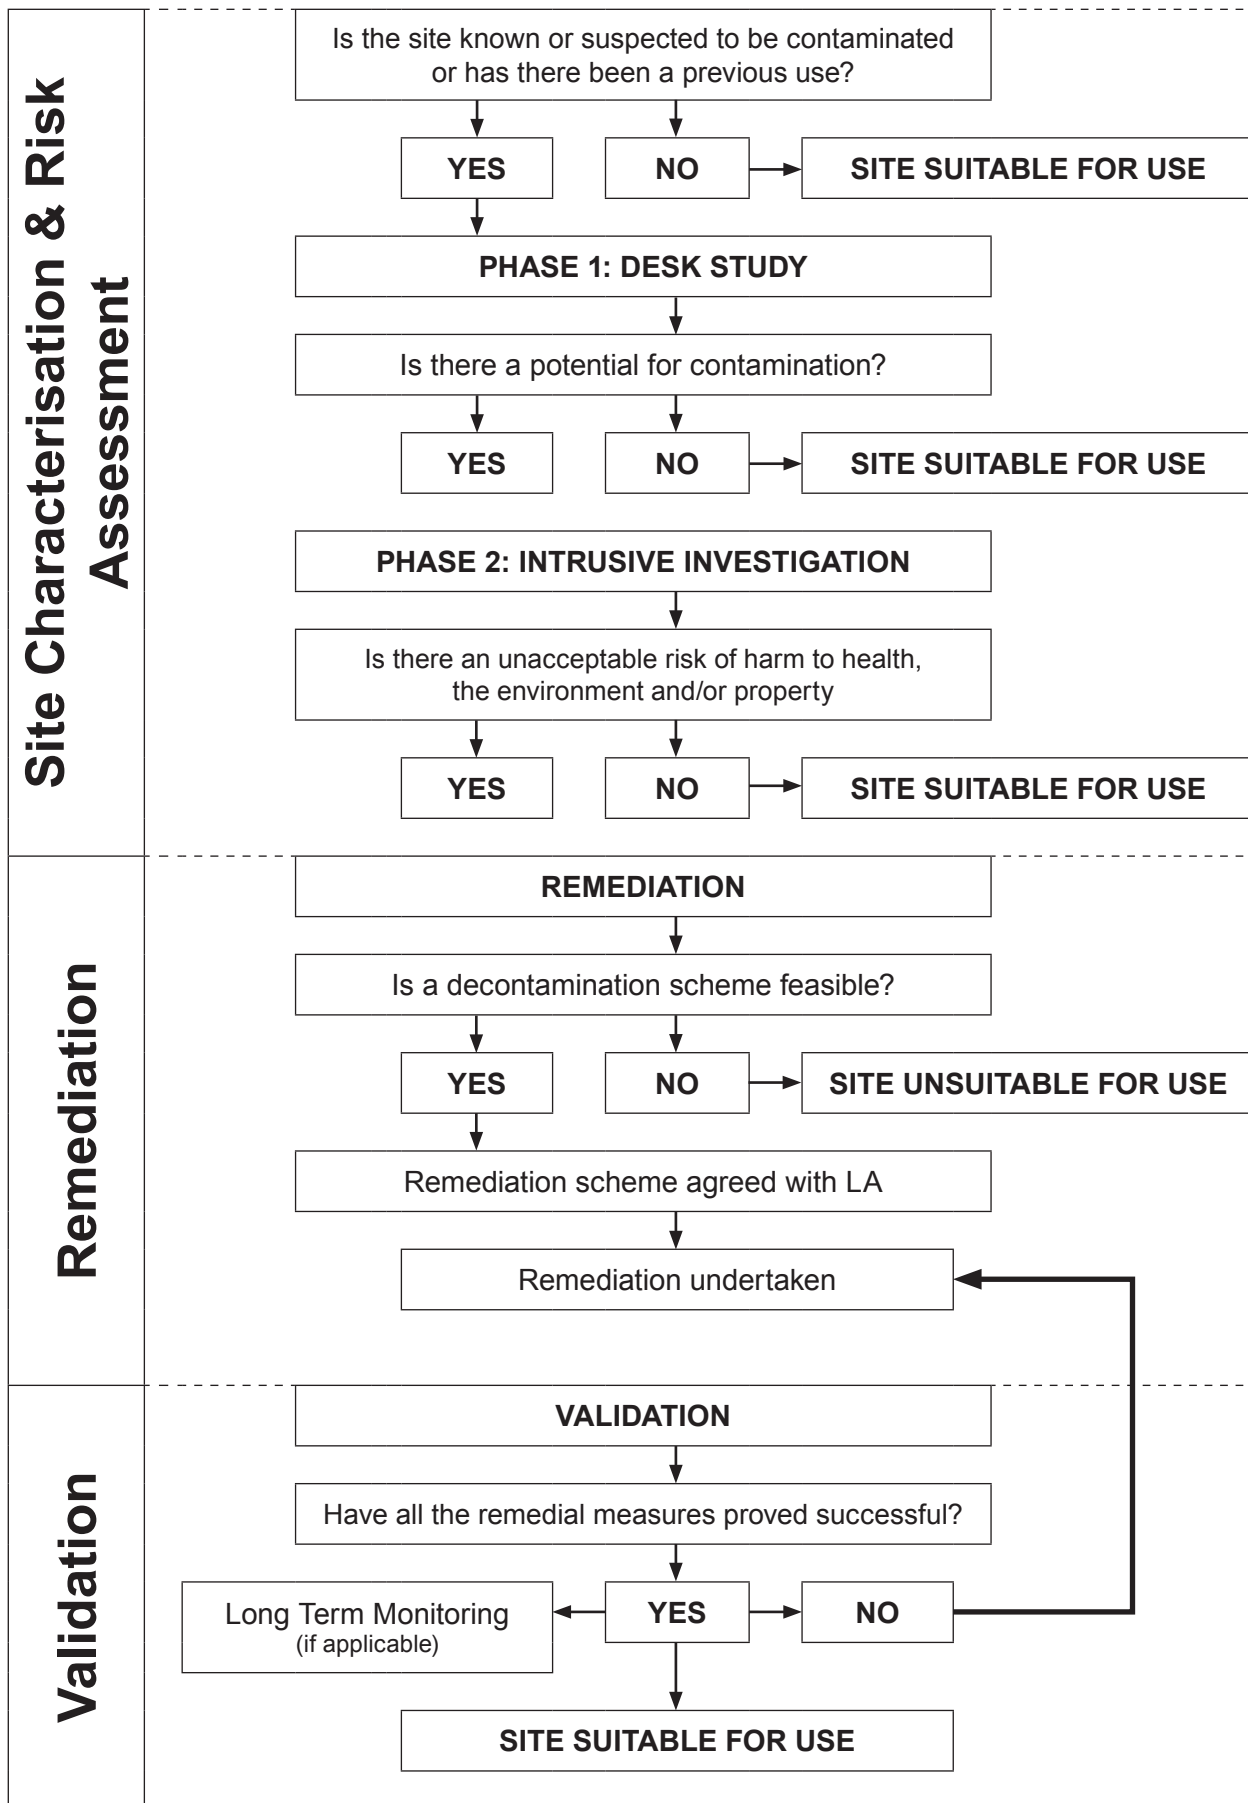 Site Characterisation & Risk
Assessment
Is the site known or suspected to be contaminated
or has there been a previous use?
YES
NO
SITE SUITABLE FOR USE
PHASE 1: DESK STUDY
Is there a potential for contamination?
YES
NO
SITE SUITABLE FOR USE
PHASE 2: INTRUSIVE INVESTIGATION
Is there an unacceptable risk of harm to health,
the environment and/or property
YES
NO
SITE SUITABLE FOR USE
Remediation
REMEDIATION
Is a decontamination scheme feasible?
YES
NO
SITE UNSUITABLE FOR USE
Remediation scheme agreed with LA
Remediation undertaken
Validation
VALIDATION
Have all the remedial measures proved successful?
Long Term Monitoring
(if applicable)
YES
NO
SITE SUITABLE FOR USE